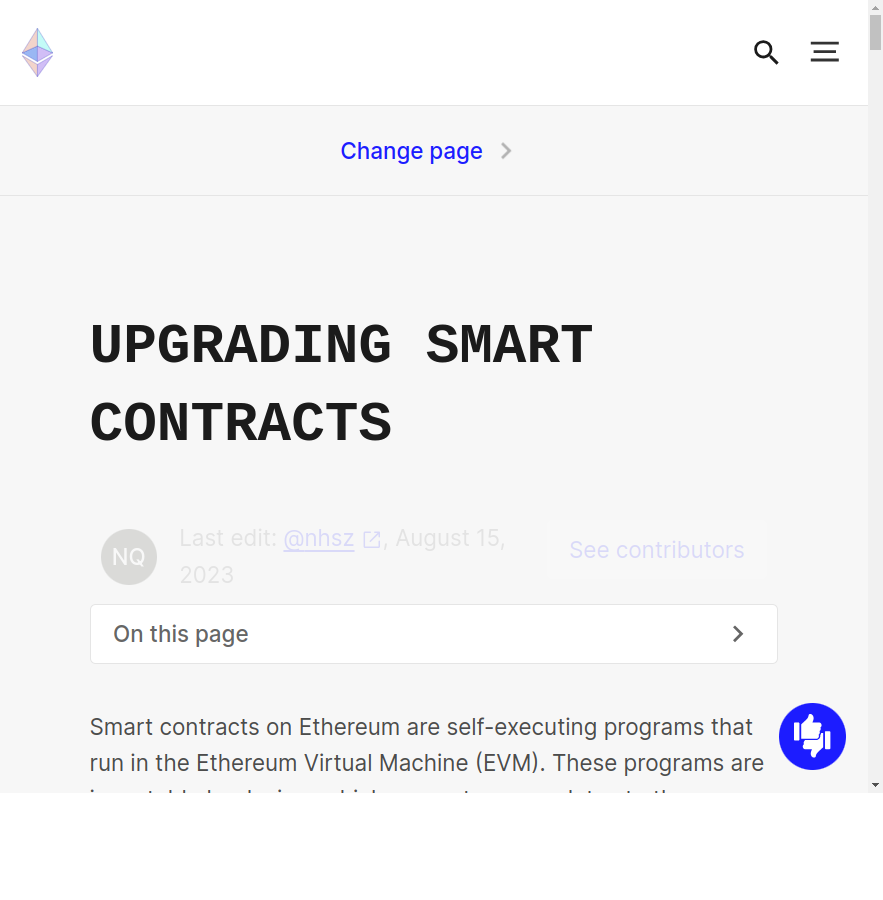 Change page
UPGRADING SMART
CONTRACTS
NQ
Last edit: @nhsz, August 15,
2023
See contributors
On this page
Smart contracts on Ethereum are self-executing programs that
run in the Ethereum Virtual Machine (EVM). These programs are